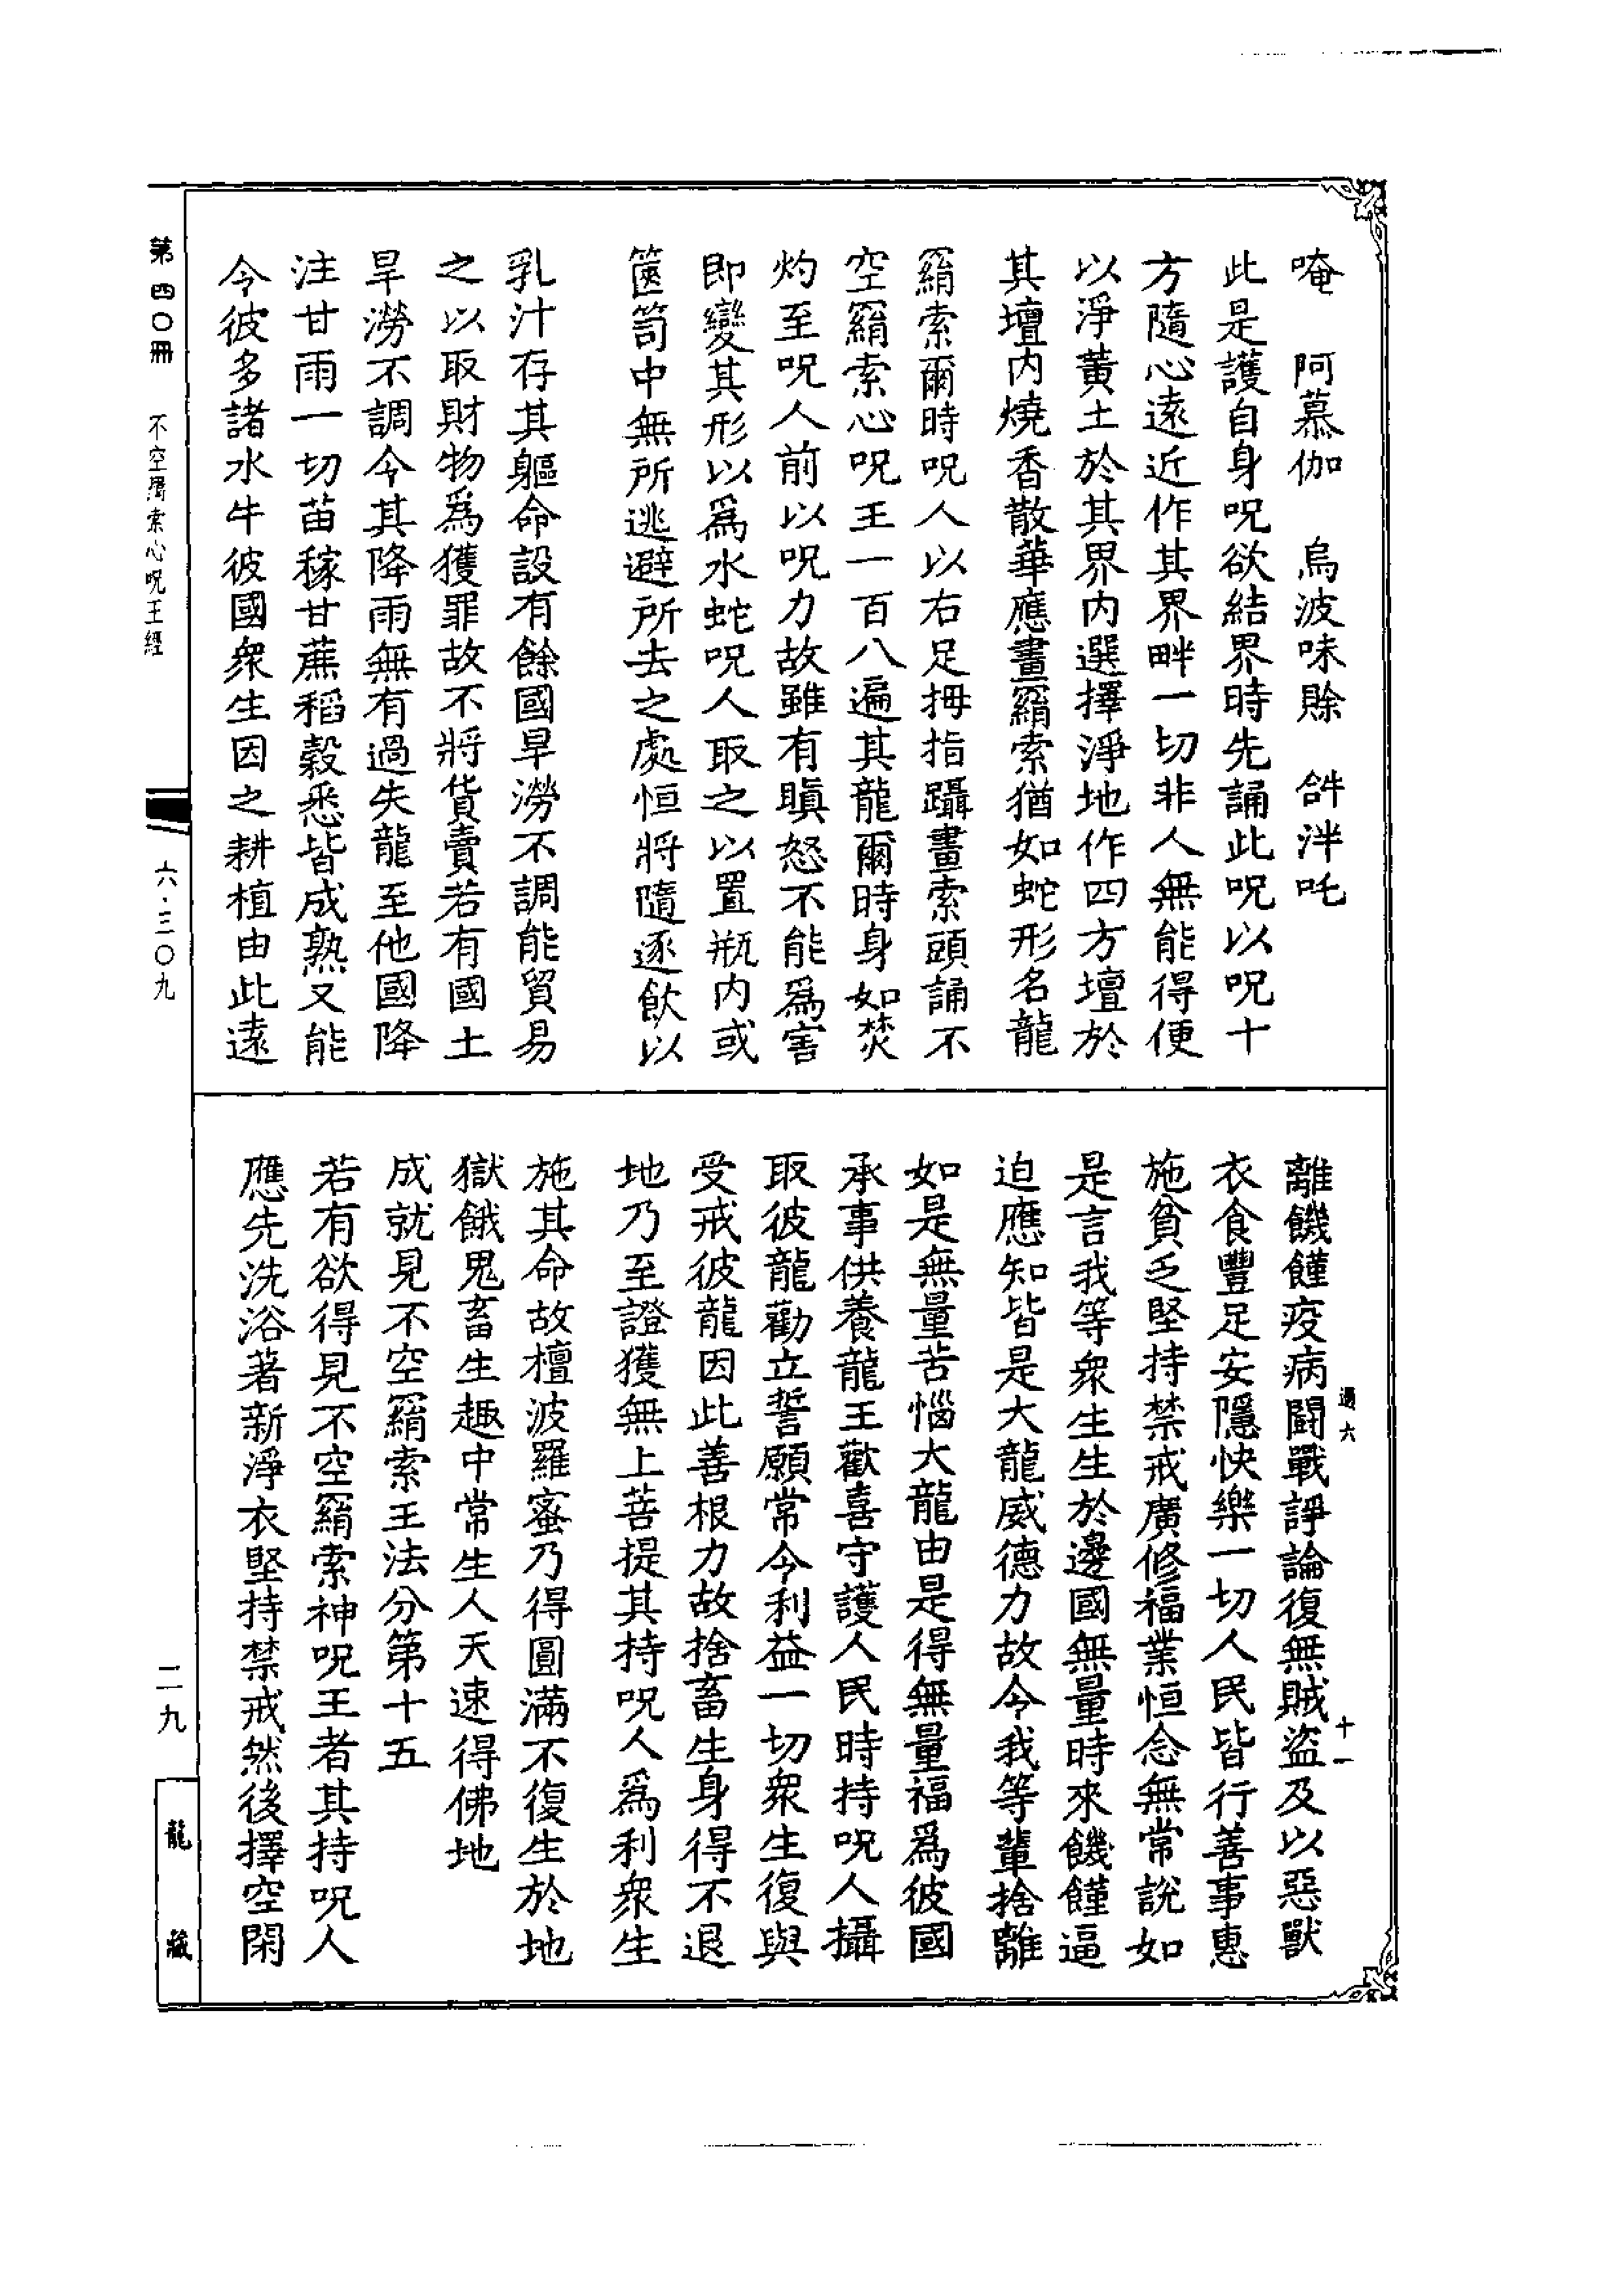 唵　阿慕伽　烏波味賒　𤙖泮吒
此是護自身呪欲結界時先誦此呪以呪十
方隨心遠近作其界畔一切非人無能得便
以淨黃土於其界内選擇淨地作四方壇於
其壇内燒香散華應畫羂索猶如蛇形名龍
羂索爾時呪人以右足拇指躡畫索頭誦不
空羂索心呪王一百八遍其龍爾時身如焚
灼至呪人前以呪力故雖有瞋怒不能爲害
即變其形以爲水蛇呪人取之以置瓶内或
篋笥中無所逃避所去之處恒將隨逐飲以
乳汁存其軀命設有餘國旱澇不調能貿易
之以取財物爲獲罪故不將貨賣若有國土
旱澇不調令其降雨無有過失龍至他國降
注甘雨一切苗稼甘蔗稻穀悉皆成熟又能
令彼多諸水牛彼國衆生因之耕植由此遠
離饑饉疫病鬪戰諍論復無賊盜及以惡獸
衣食豐足安隱快樂一切人民皆行善事惠
施貧乏堅持禁戒廣修福業恒念無常說如
是言我等衆生生於邊國無量時來饑饉逼
迫應知皆是大龍威德力故今我等輩捨離
如是無量苦惱大龍由是得無量福爲彼國
承事供養龍王歡喜守護人民時持呪人攝
取彼龍勸立誓願常令利益一切衆生復與
受戒彼龍因此善根力故捨畜生身得不退
地乃至證獲無上菩提其持呪人爲利衆生
施其命故檀波羅蜜乃得圓滿不復生於地
獄餓鬼畜生趣中常生人天速得佛地
成就見不空羂索王法分第十五
若有欲得見不空羂索神呪王者其持呪人
應先洗浴著新淨衣堅持禁戒然後擇空閑
過六
十一
第四〇冊　不空羂索心呪王經
六·三〇九
二九
龍藏